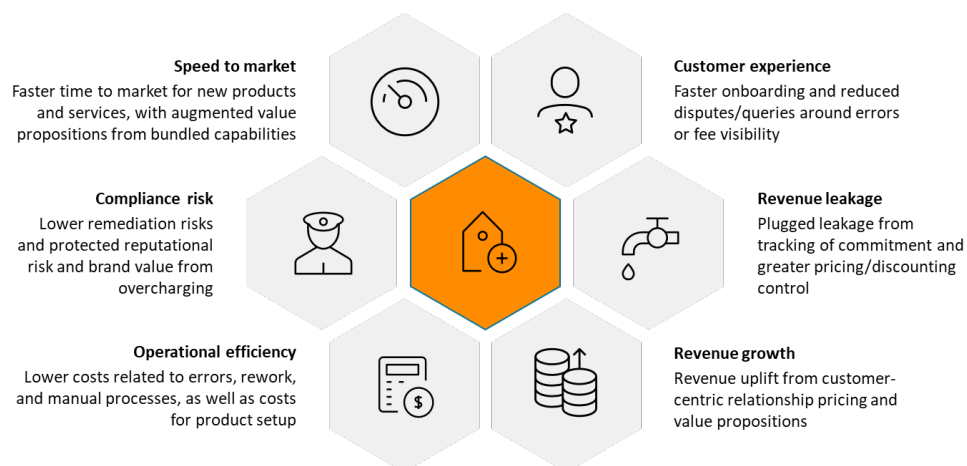 Speed to market
Faster time to market for new products
and services, with augmented value
propositions from bundled capabilities
Customer experience
Faster onboarding and reduced
disputes/queries around errors
or fee visibility
Compliance risk
Lower remediation risks
and protected reputational
risk and brand value from
overcharging
Revenue leakage
Plugged leakage from
tracking of commitment and
greater pricing/discounting
control
Operational efficiency
Lower costs related to errors, rework,
and manual processes, as well as costs
for product setup
$
Revenue growth
Revenue uplift from customer-
centric relationship pricing and
value propositions